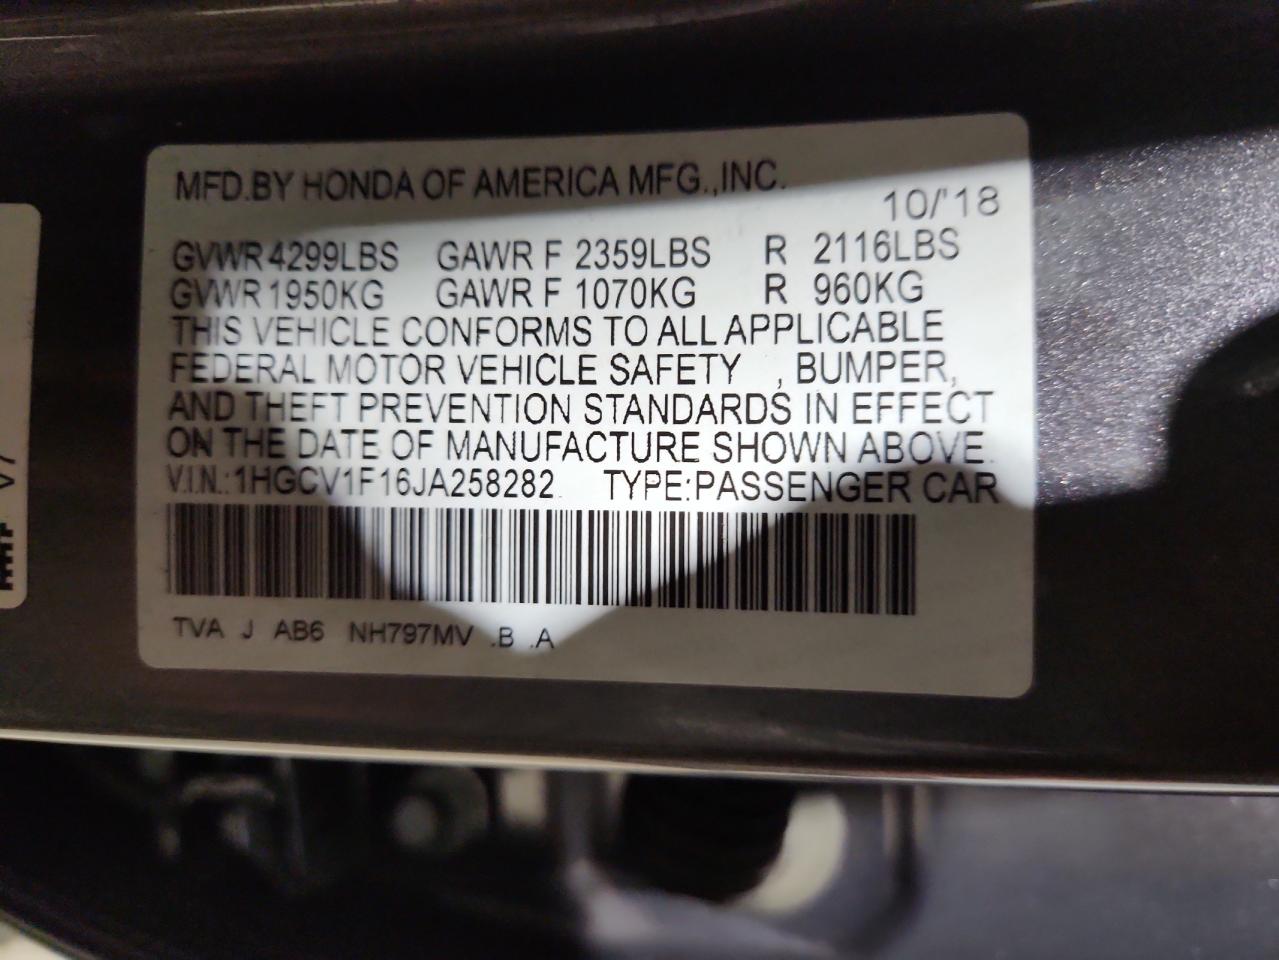 MFD.BY HONDA OF AMERICA MFG.,INC.
10/'18
GVWR 4299LBS GAWR F 2359LBS R 2116LBS
GVWR 1950KG GAWR F 1070KG R 960KG
THIS VEHICLE CONFORMS TO ALL APPLICABLE
FEDERAL MOTOR VEHICLE SAFETY , BUMPER,
AND THEFT PREVENTION STANDARDS IN EFFECT
ON THE DATE OF MANUFACTURE SHOWN ABOVE.
V.I.N.:1HGCV1F16JA258282 TYPE:PASSENGER CAR
TVA J AB6 NH797MV .B .A